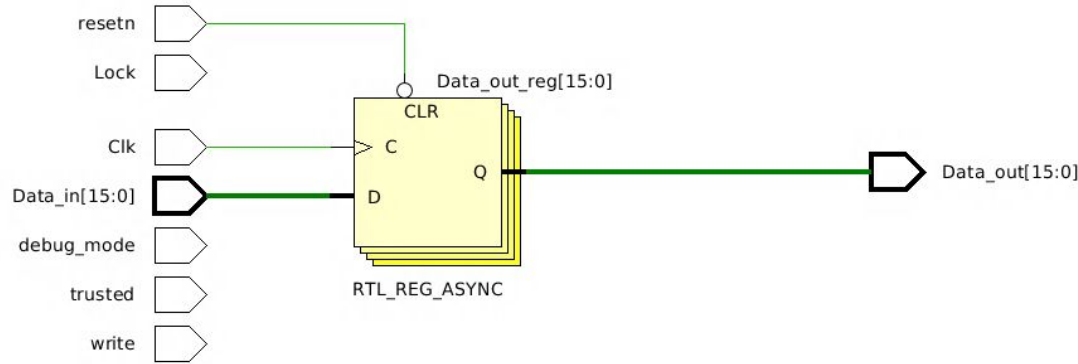 resetn
Lock
Data_out_reg[15:0]
CLR
Clk
C
Q
Data_out[15:0]
Data_in[15:0]
D
debug_mode
trusted
RTL_REG_ASYNC
write